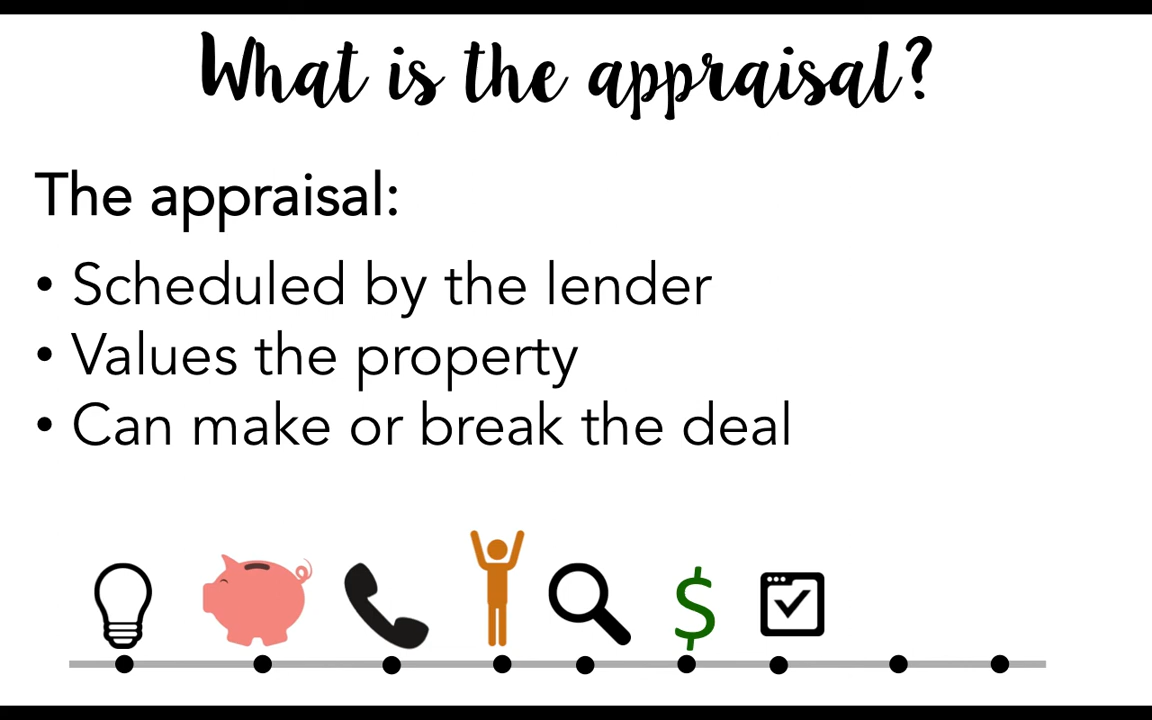 What is the appraisal?
The appraisal:
• Scheduled by the lender
• Values the property
• Can make or break the deal
$